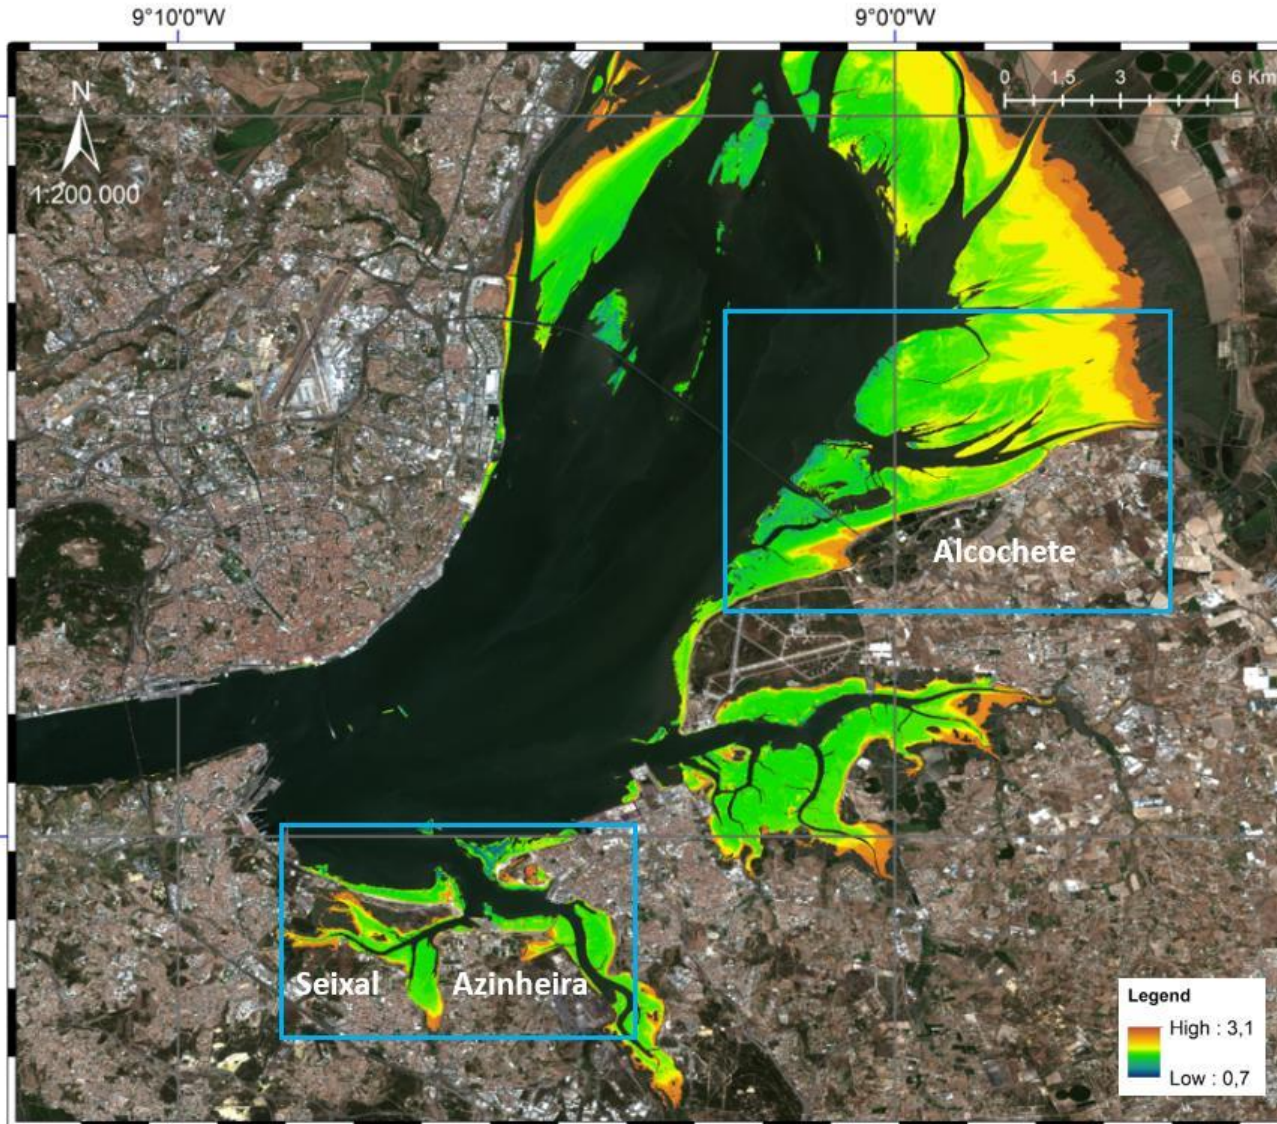 9°10'0"W
9°0'0"W
N
1:200.000
0 1,5 3 6 Km
Alcochete
Seixal
Azinheira
Legend
High : 3,1
Low : 0,7